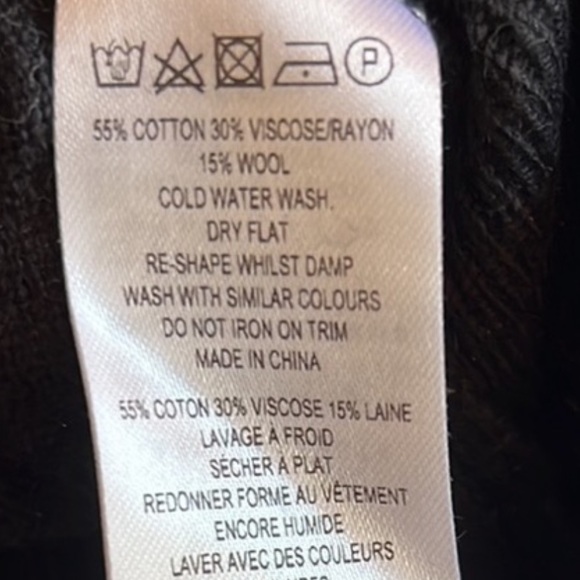 P
55% COTTON 30% VISCOSE/RAYON
15% WOOL
COLD WATER WASH.
DRY FLAT
RE-SHAPE WHILST DAMP
WASH WITH SIMILAR COLOURS
DO NOT IRON ON TRIM
MADE IN CHINA
55% COTON 30% VISCOSE 15% LAINE
LAVAGE À FROID
SÉCHER À PLAT
REDONNER FORME AU VÊTEMENT
ENCORE HUMIDE
LAVER AVEC DES COULEURS